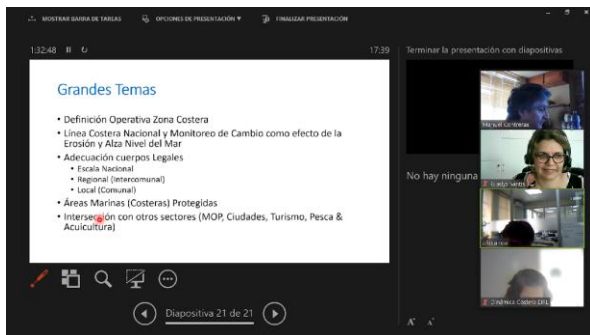 MOSTRAR BARRA DE TAREAS
OPCIONES DE PRESENTACIÓN ▼
FINALIZAR PRESENTACIÓN
1:32:48
17:39
Terminar la presentación con diapositivas
Grandes Temas
• Definición Operativa Zona Costera
• Línea Costera Nacional y Monitoreo de Cambio como efecto de la
Erosión y Alza Nivel del Mar
• Adecuación cuerpos Legales
• Escala Nacional
• Regional (Intercomunal)
• Local (Comunal)
• Áreas Marinas (Costeras) Protegidas
• Intersección con otros sectores (MOP, Ciudades, Turismo, Pesca &
Acuicultura)
Manuel Contreras
No hay ninguna
Diapositiva 21 de 21